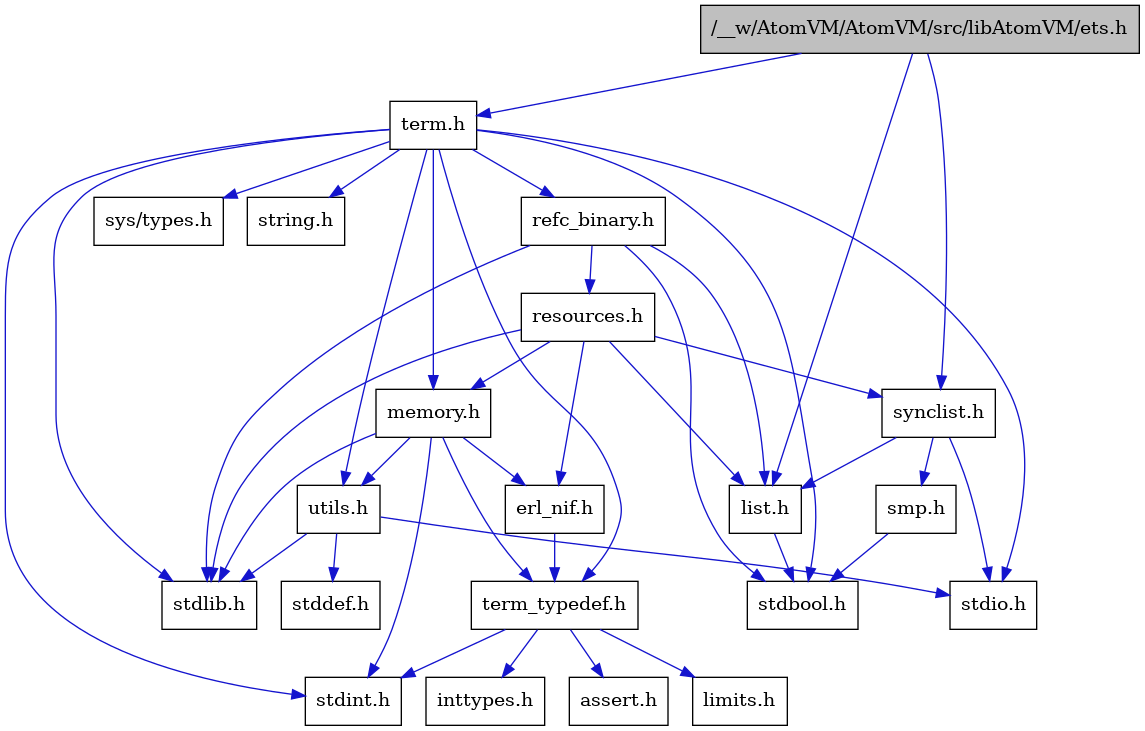 /__w/AtomVM/AtomVM/src/libAtomVM/ets.h
term.h
sys/types.h
string.h
refc_binary.h
resources.h
memory.h
synclist.h
utils.h
erl_nif.h
list.h
smp.h
stdlib.h
stddef.h
term_typedef.h
stdbool.h
stdio.h
stdint.h
inttypes.h
assert.h
limits.h